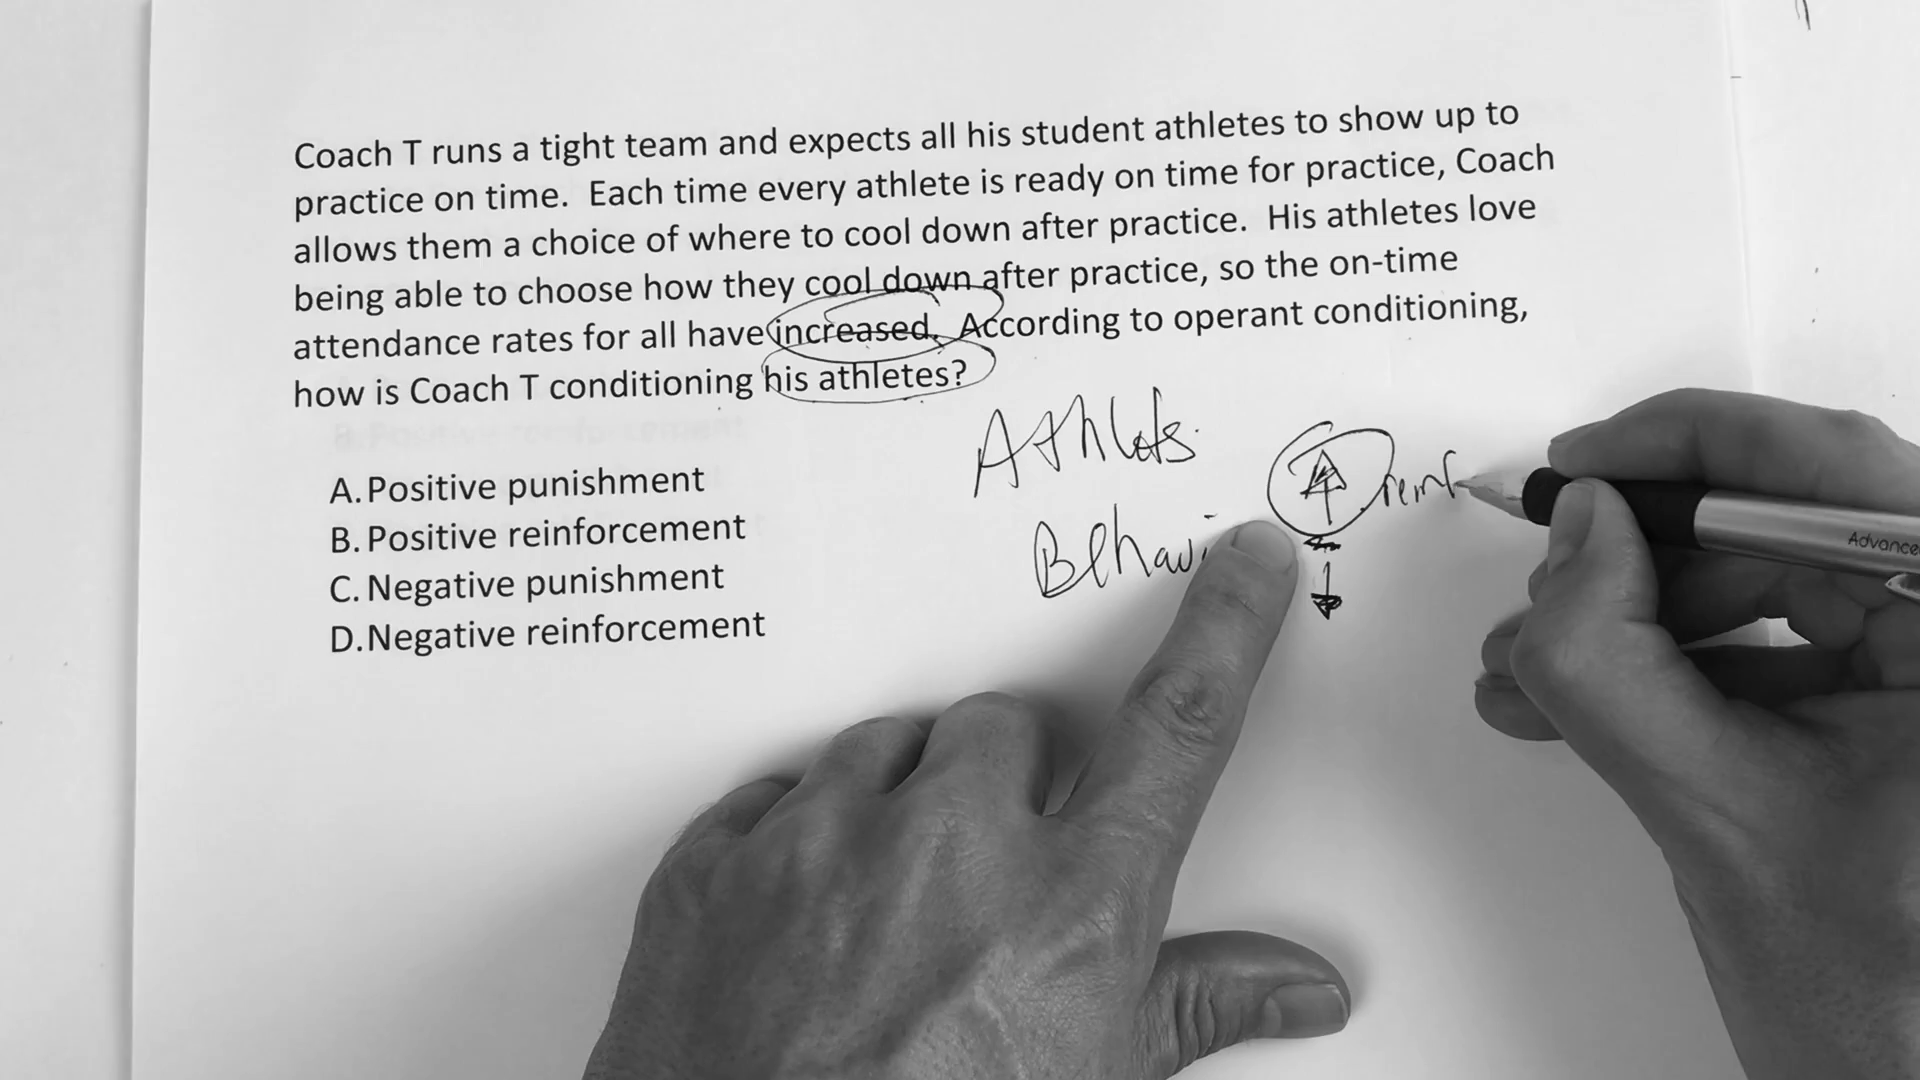 Coach T runs a tight team and expects all his student athletes to show up to
practice on time. Each time every athlete is ready on time for practice, Coach
allows them a choice of where to cool down after practice. His athletes love
being able to choose how they cool down after practice, so the on-time
attendance rates for all have increased. According to operant conditioning,
how is Coach T conditioning his athletes?
A. Positive punishment
B. Positive reinforcement
C. Negative punishment
D. Negative reinforcement
Athlets
Behavi
reinf
Advance